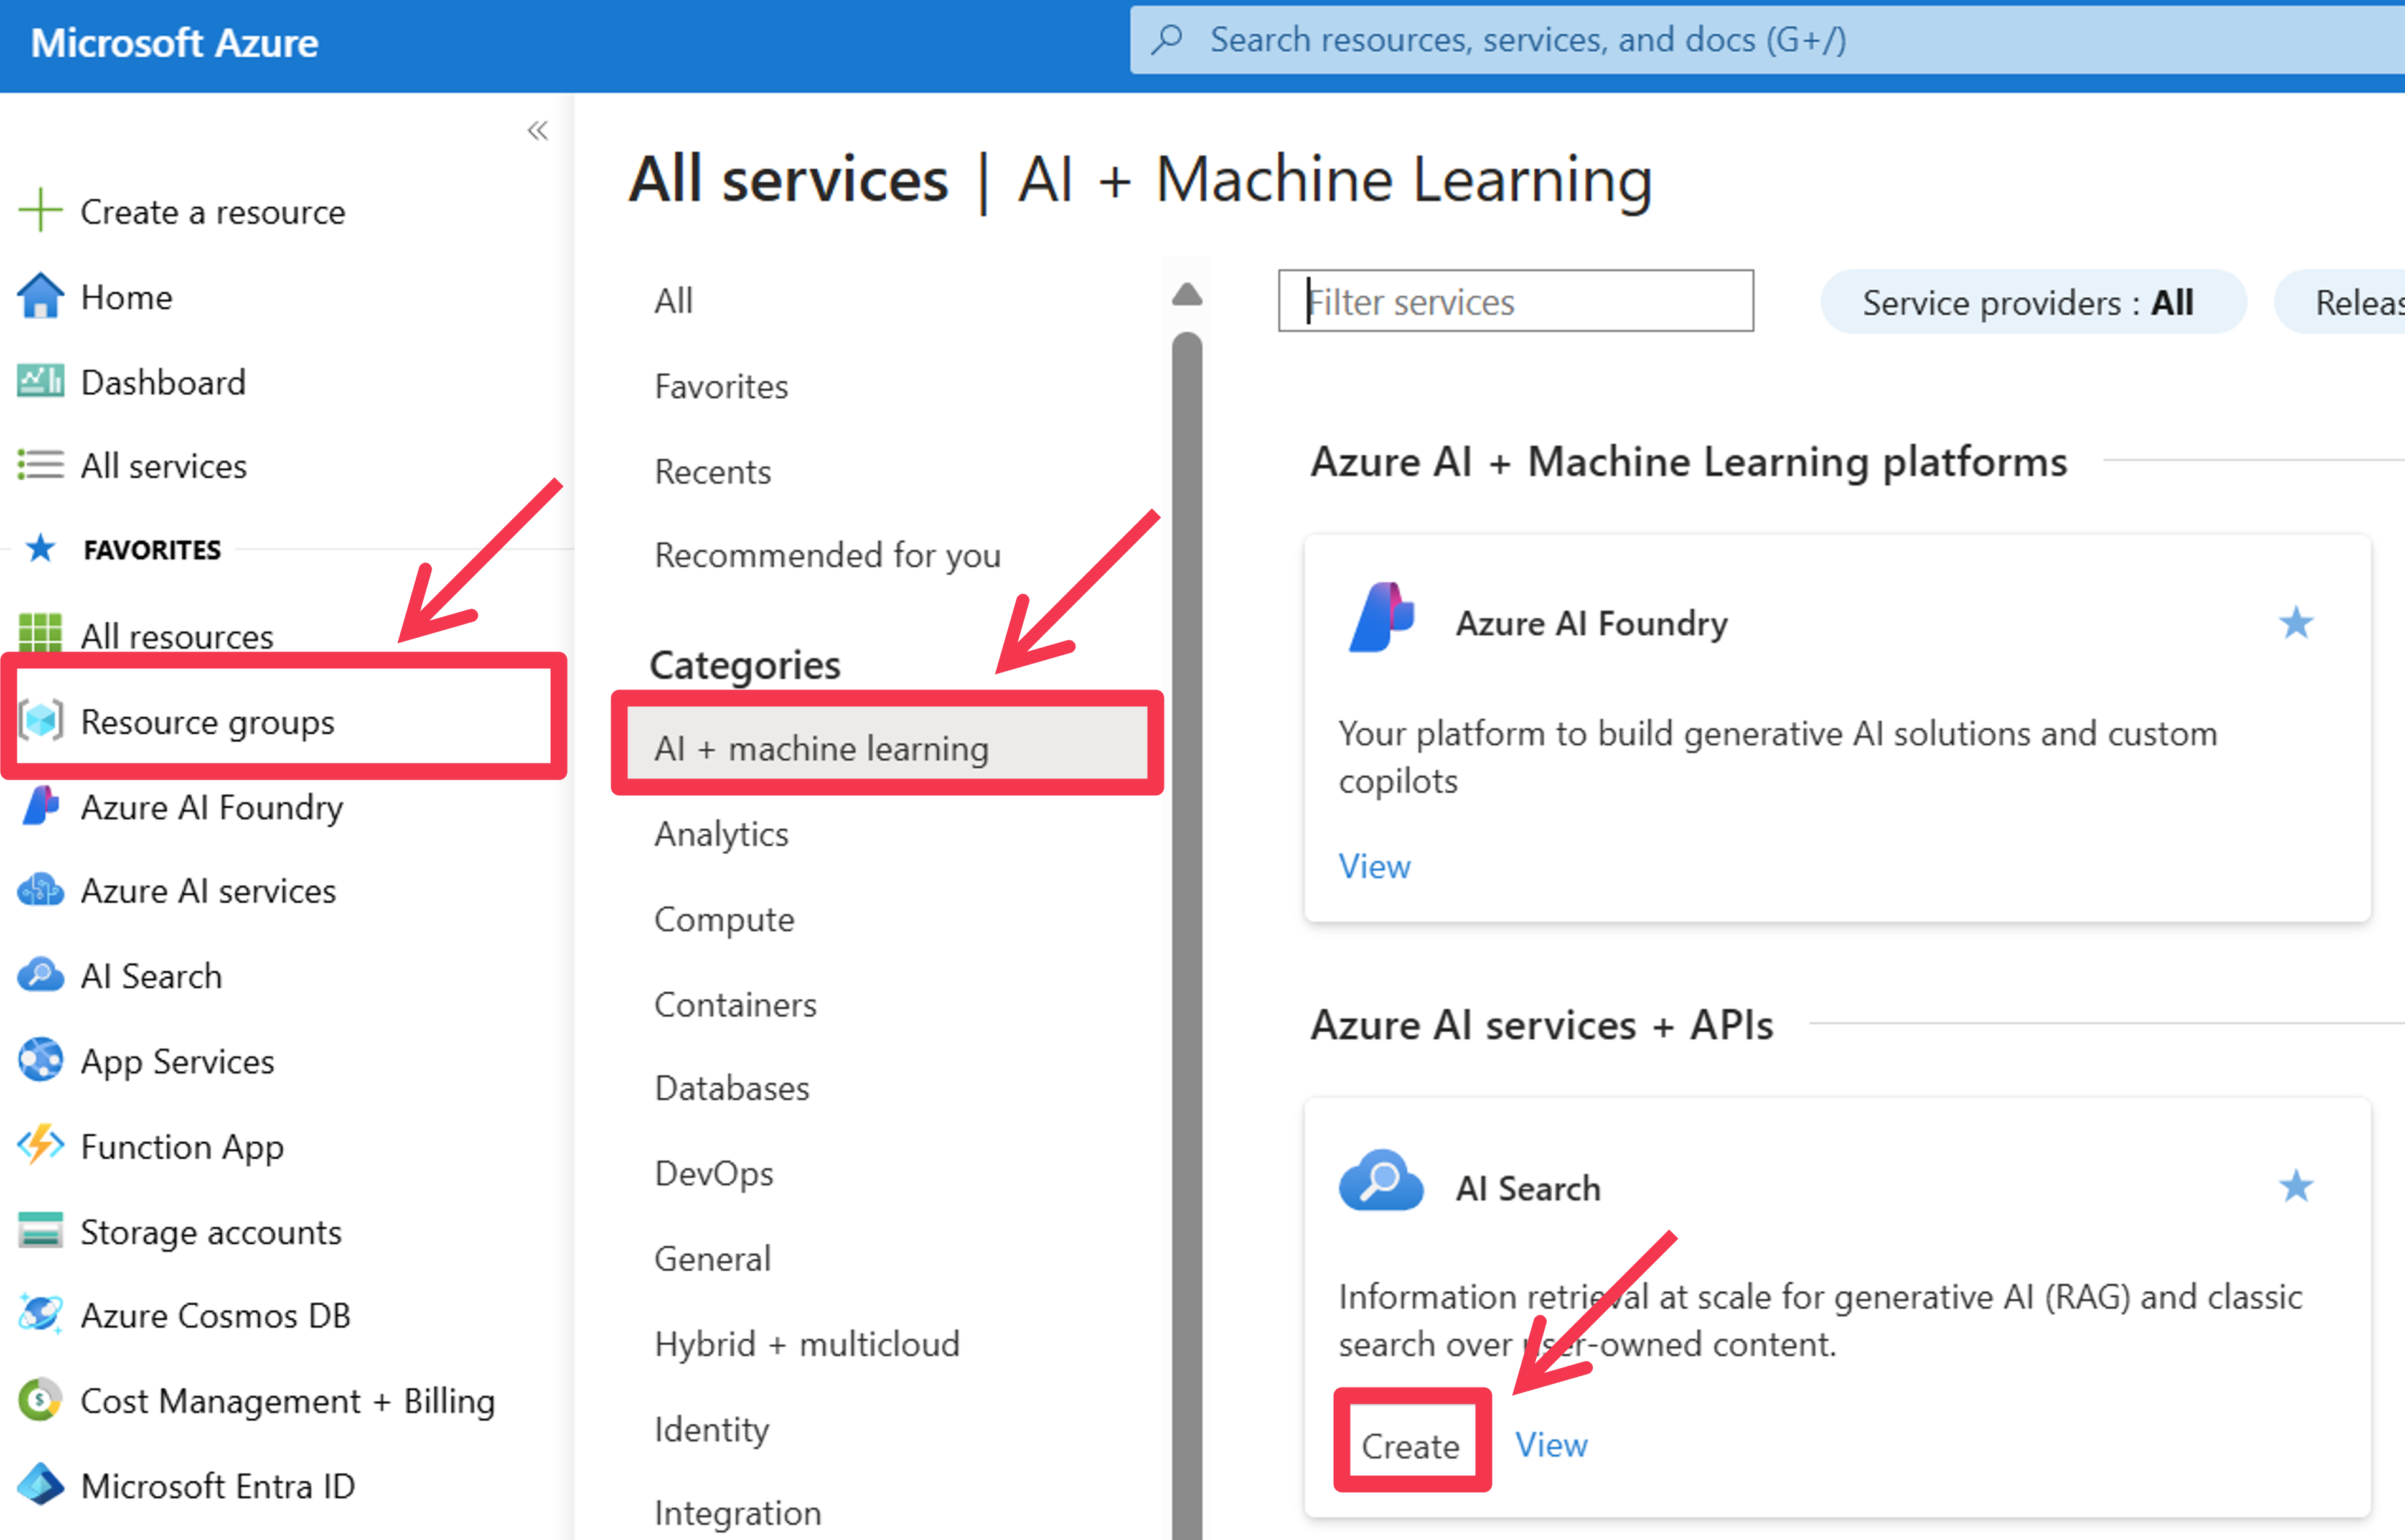 Microsoft Azure
Search resources, services, and docs (G+/)
Create a resource
Home
Dashboard
All services
FAVORITES
All resources
Resource groups
Azure AI Foundry
Azure AI services
AI Search
App Services
Function App
Storage accounts
Azure Cosmos DB
Cost Management + Billing
Microsoft Entra ID
All services | AI + Machine Learning
All
Favorites
Recents
Recommended for you
Categories
AI + machine learning
Analytics
Compute
Containers
Databases
DevOps
General
Hybrid + multicloud
Identity
Integration
Filter services
Service providers : All
Releas
Azure AI + Machine Learning platforms
Azure AI Foundry
Your platform to build generative AI solutions and custom
copilots
View
Azure AI services + APIs
AI Search
Information retrieval at scale for generative AI (RAG) and classic
search over user-owned content.
Create View